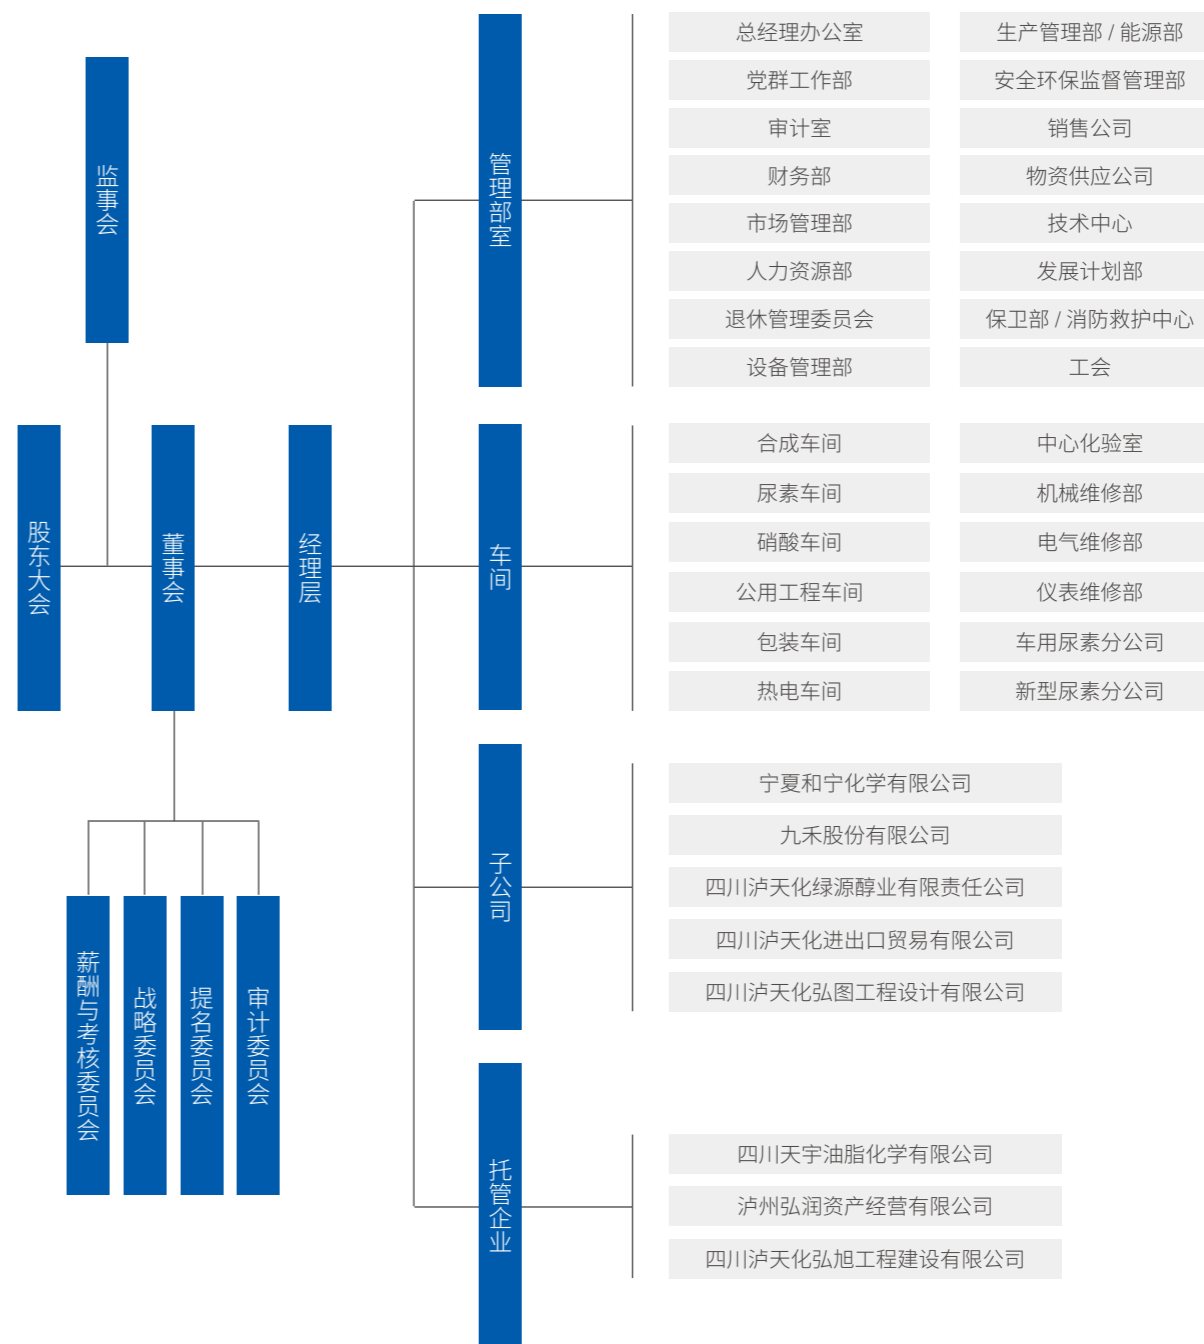 监事会
股东大会
董事会
经理层
薪酬与考核委员会
战略委员会
提名委员会
审计委员会
管理部室
总经理办公室
生产管理部 / 能源部
党群工作部
安全环保监督管理部
审计室
销售公司
财务部
物资供应公司
市场管理部
技术中心
人力资源部
发展计划部
退休管理委员会
保卫部 / 消防救护中心
设备管理部
工会
车间
合成车间
中心化验室
尿素车间
机械维修部
硝酸车间
电气维修部
公用工程车间
仪表维修部
包装车间
车用尿素分公司
热电车间
新型尿素分公司
子公司
宁夏和宁化学有限公司
九禾股份有限公司
四川泸天化绿源醇业有限责任公司
四川泸天化进出口贸易有限公司
四川泸天化弘图工程设计有限公司
托管企业
四川天宇油脂化学有限公司
泸州弘润资产经营有限公司
四川泸天化弘旭工程建设有限公司